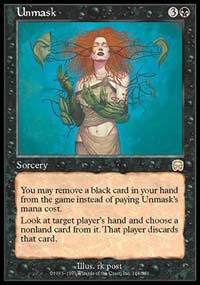 Unmask 3
Sorcery
You may remove a black card in your hand
from the game instead of paying Unmask's
mana cost.
Look at target player's hand and choose a
nonland card from it. That player discards
that card.
Illus. rk post